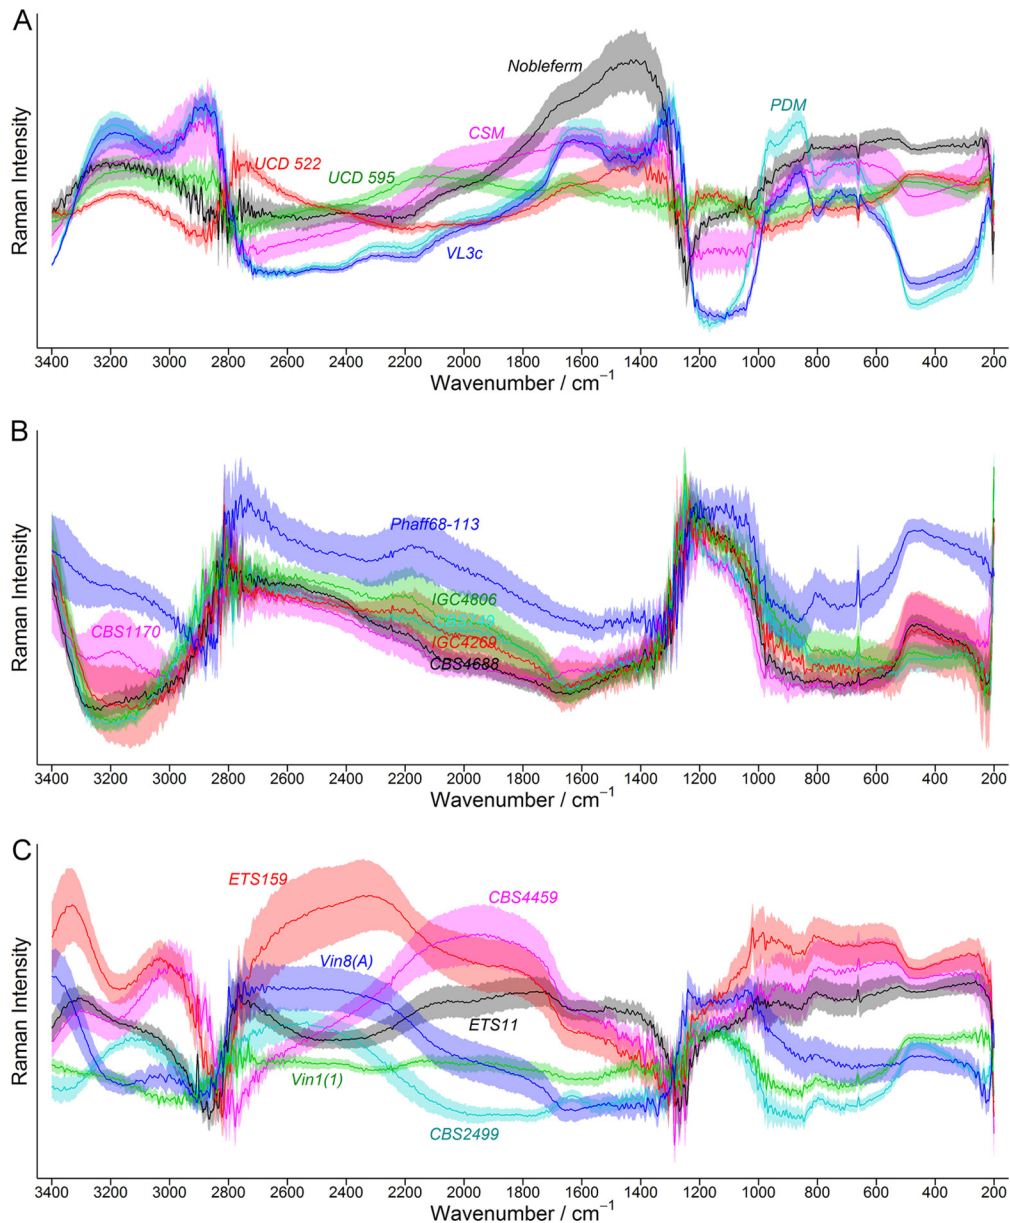 A
Raman Intensity
Nobleferm
PDM
CSM
UCD 522
UCD 595
VL3c
3400 3200 3000 2800 2600 2400 2200 2000 1800 1600 1400 1200 1000 800 600 400 200
Wavenumber / cm⁻¹
B
Raman Intensity
Phaff68-113
IGC4806
CBS1170
IGC4269
CBS4688
3400 3200 3000 2800 2600 2400 2200 2000 1800 1600 1400 1200 1000 800 600 400 200
Wavenumber / cm⁻¹
C
Raman Intensity
ETS159
CBS4459
Vin8(A)
ETS11
Vin1(1)
CBS2499
3400 3200 3000 2800 2600 2400 2200 2000 1800 1600 1400 1200 1000 800 600 400 200
Wavenumber / cm⁻¹